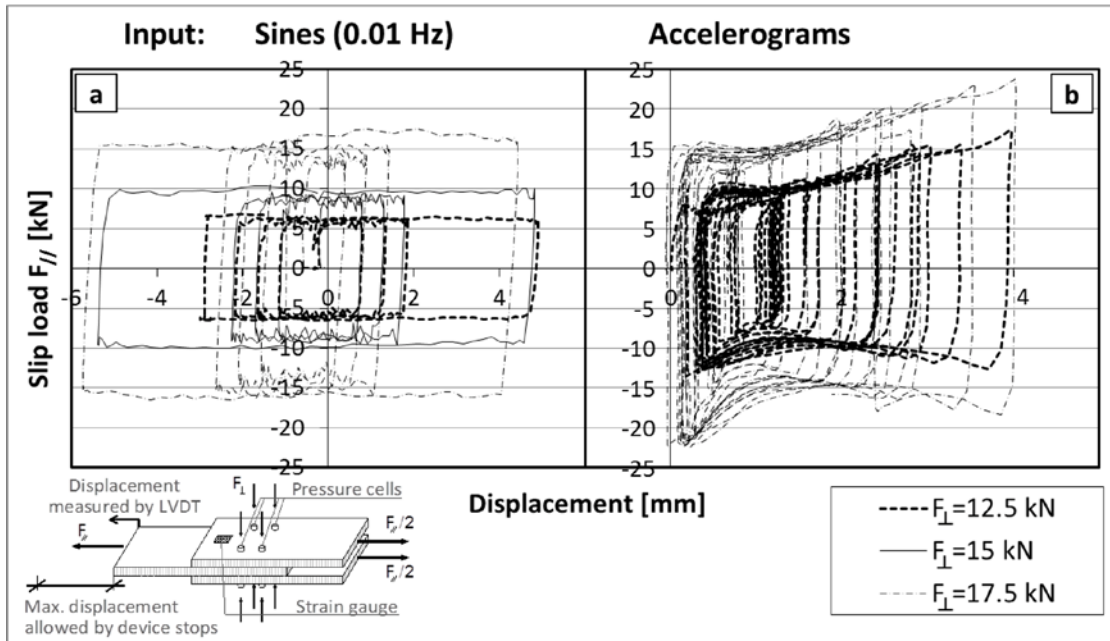 Input: Sines (0.01 Hz) Accelerograms
a
b
25 25
20 20
15 15
10 10
5 5
0 0
-6 -4 -2 0 2 4 0 2 4
-5 -5
-10 -10
-15 -15
-20 -20
-25 -25
Slip load F// [kN]
Displacement [mm]
Displacement
measured by LVDT
F⊥
Pressure cells
F//
F///2
F///2
Max. displacement
allowed by device stops
Strain gauge
F⊥=12.5 kN
F⊥=15 kN
F⊥=17.5 kN